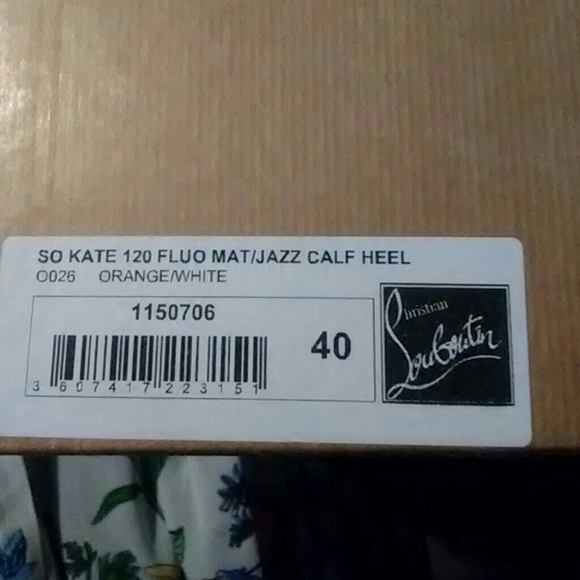 SO KATE 120 FLUO MAT/JAZZ CALF HEEL
O026 ORANGE/WHITE
1150706
40
3 607417 223151
Christian
Louboutin